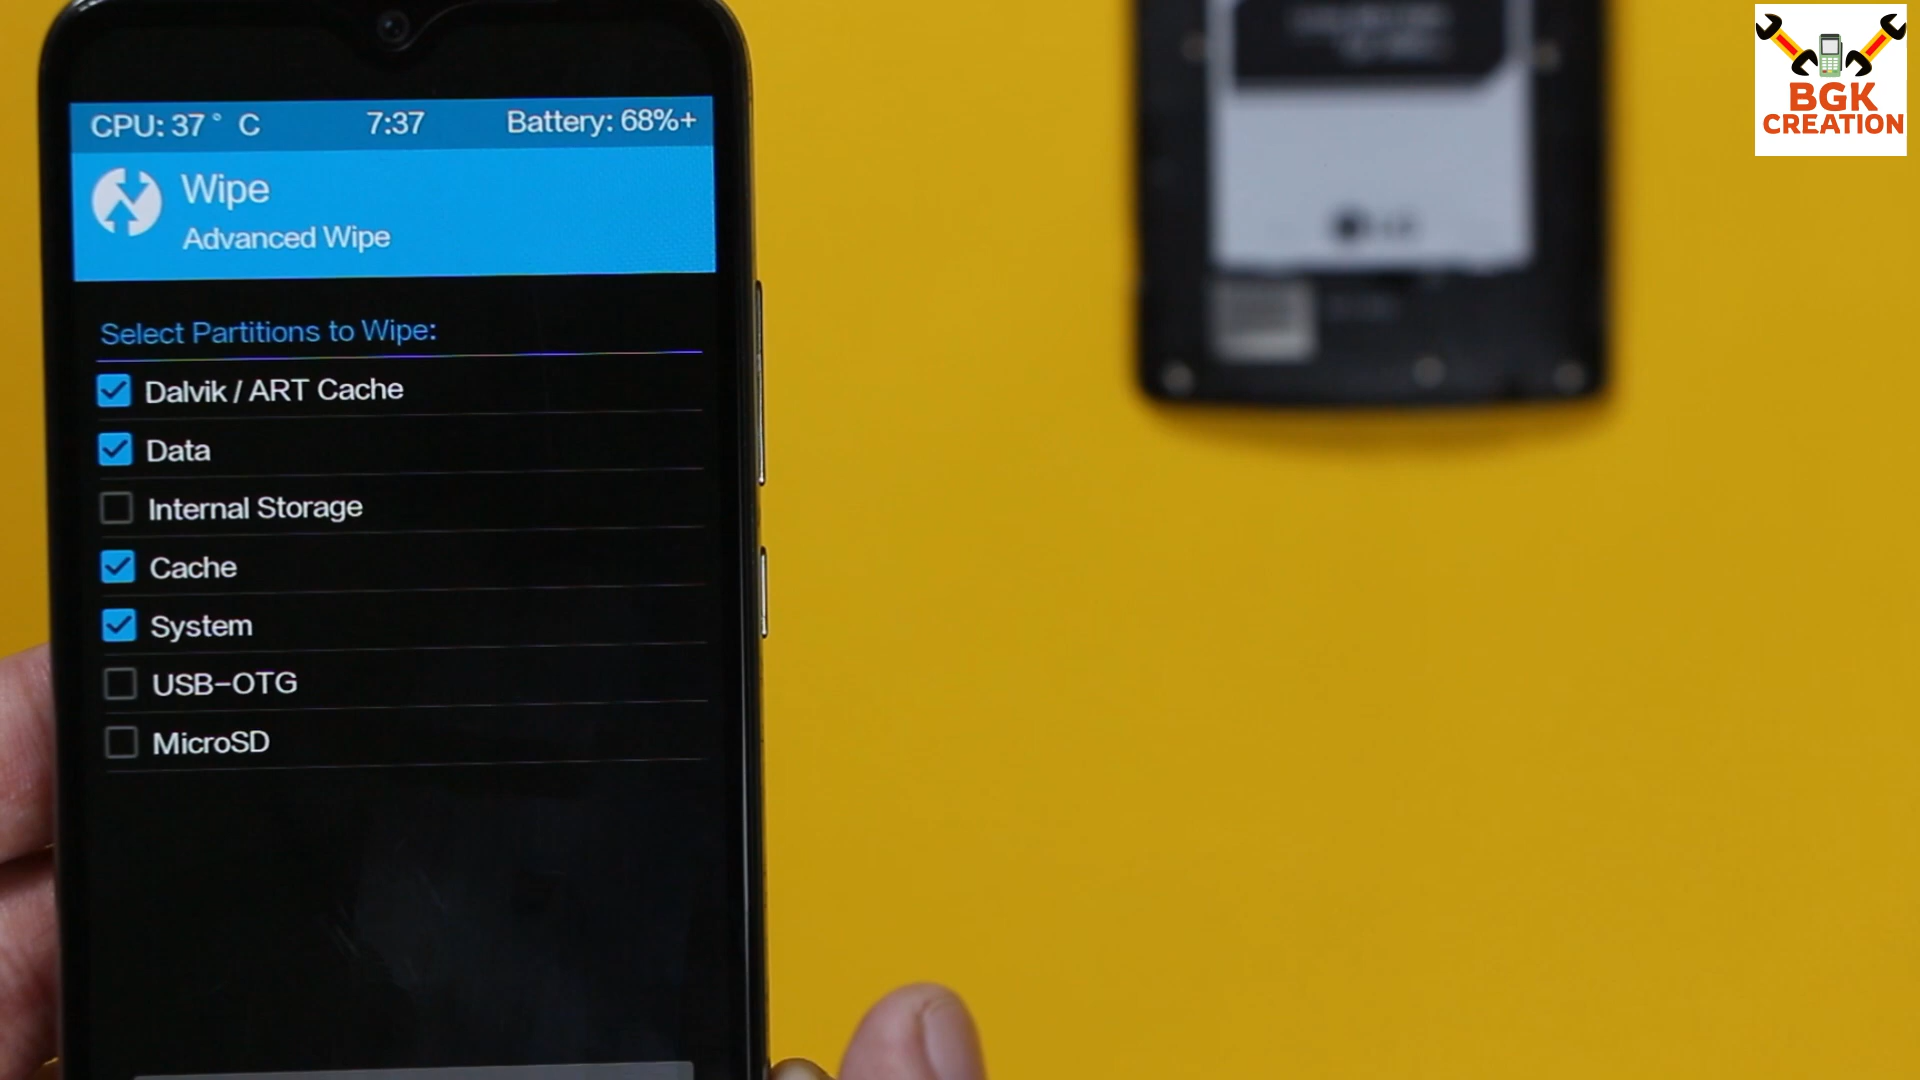 CPU: 37° C 7:37 Battery: 68%+
Wipe
Advanced Wipe
Select Partitions to Wipe:
Dalvik / ART Cache
Data
Internal Storage
Cache
System
USB-OTG
MicroSD
BGK
CREATION